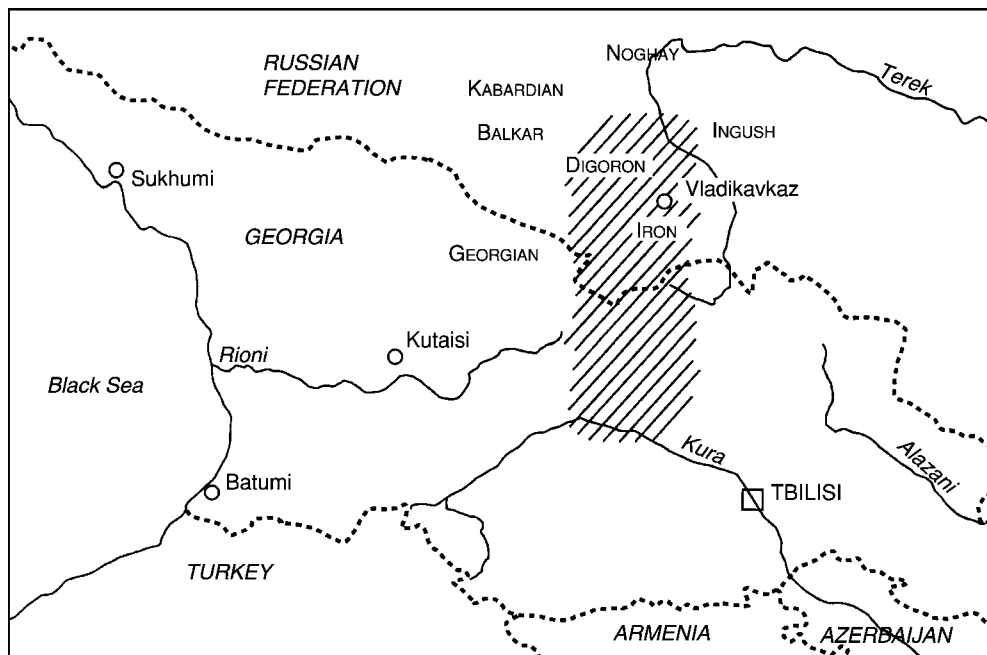 NOGHAY
RUSSIAN
FEDERATION
Terek
KABARDIAN
BALKAR
INGUSH
DIGORON
Sukhumi
Vladikavkaz
GEORGIA
IRON
GEORGIAN
Kutaisi
Rioni
Black Sea
Kura
Alazani
Batumi
TBILISI
TURKEY
ARMENIA
AZERBAIJAN